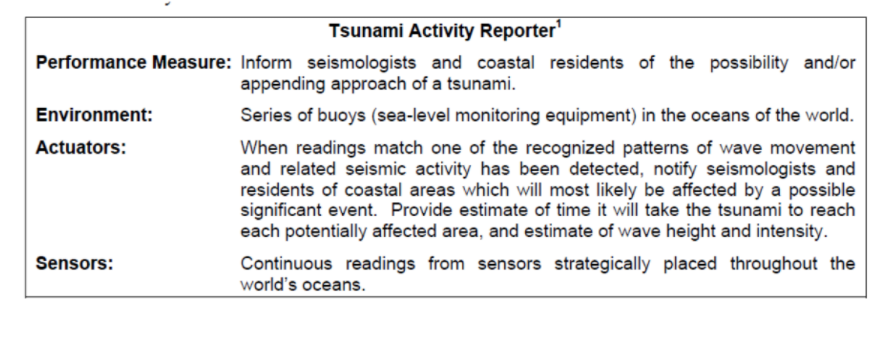 Tsunami Activity Reporter1
Performance Measure: Inform seismologists and coastal residents of the possibility and/or
appending approach of a tsunami.
Environment: Series of buoys (sea-level monitoring equipment) in the oceans of the world.
Actuators: When readings match one of the recognized patterns of wave movement
and related seismic activity has been detected, notify seismologists and
residents of coastal areas which will most likely be affected by a possible
significant event. Provide estimate of time it will take the tsunami to reach
each potentially affected area, and estimate of wave height and intensity.
Sensors: Continuous readings from sensors strategically placed throughout the
world's oceans.